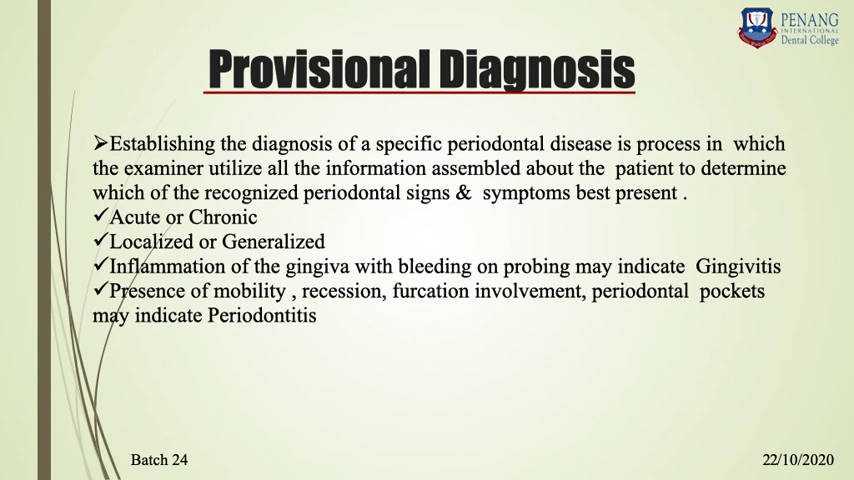 PENANG
INTERNATIONAL
Dental College
Provisional Diagnosis
➢Establishing the diagnosis of a specific periodontal disease is process in which
the examiner utilize all the information assembled about the patient to determine
which of the recognized periodontal signs & symptoms best present .
✓Acute or Chronic
✓Localized or Generalized
✓Inflammation of the gingiva with bleeding on probing may indicate Gingivitis
✓Presence of mobility , recession, furcation involvement, periodontal pockets
may indicate Periodontitis
Batch 24
22/10/2020